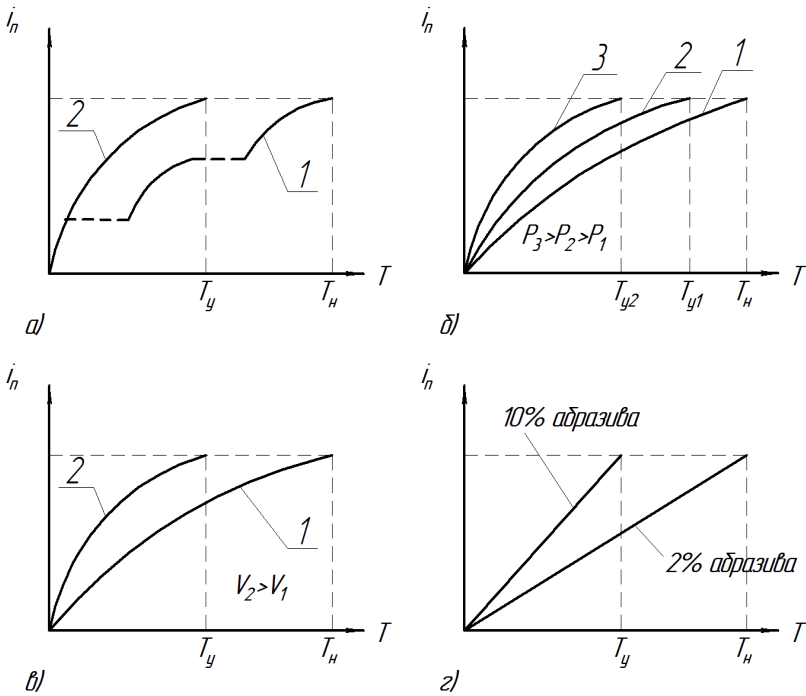 iп
2
1
T
Tу
Tн
а)
iп
3
2
1
P3>P2>P1
T
Tу2
Tу1
Tн
б)
iп
2
1
V2>V1
T
Tу
Tн
в)
iп
10% абразива
2% абразива
T
Tу
Tн
г)